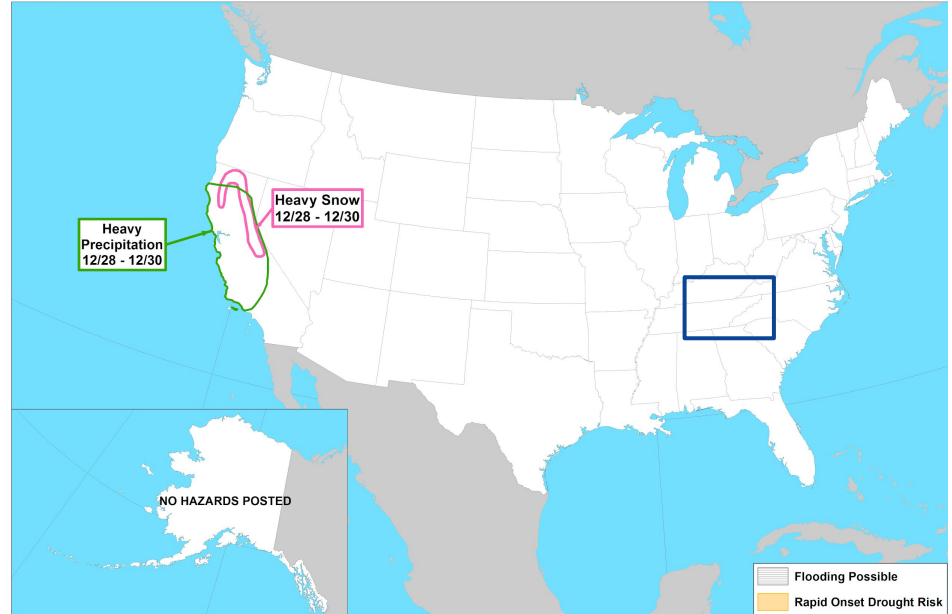 Heavy Snow
12/28 - 12/30
Heavy
Precipitation
12/28 - 12/30
NO HAZARDS POSTED
Flooding Possible
Rapid Onset Drought Risk